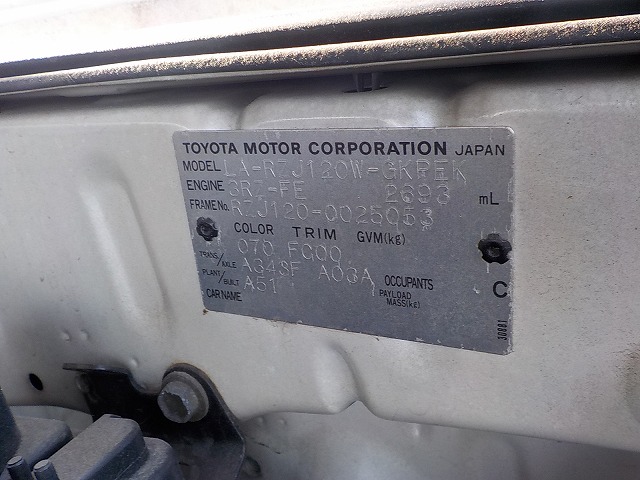 TOYOTA MOTOR CORPORATION JAPAN
MODEL LA-RZJ120W-GKPEK
ENGINE 3RZ-FE 2693 mL
FRAME No. RZJ120-0025053
COLOR TRIM GVM(kg)
070 FC00
TRANS./AXLE A343F A03A
PLANT/BUILT A51 OCCUPANTS
CAR NAME PAYLOAD MASS(kg) C
30881